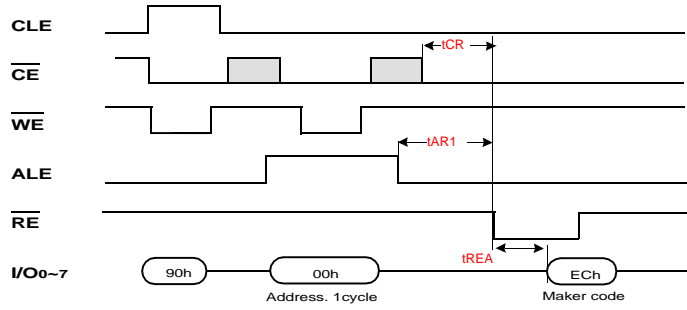 CLE
tCR
CE
WE
tAR1
ALE
RE
tREA
I/O0~7
90h
00h
ECh
Address. 1cycle
Maker code